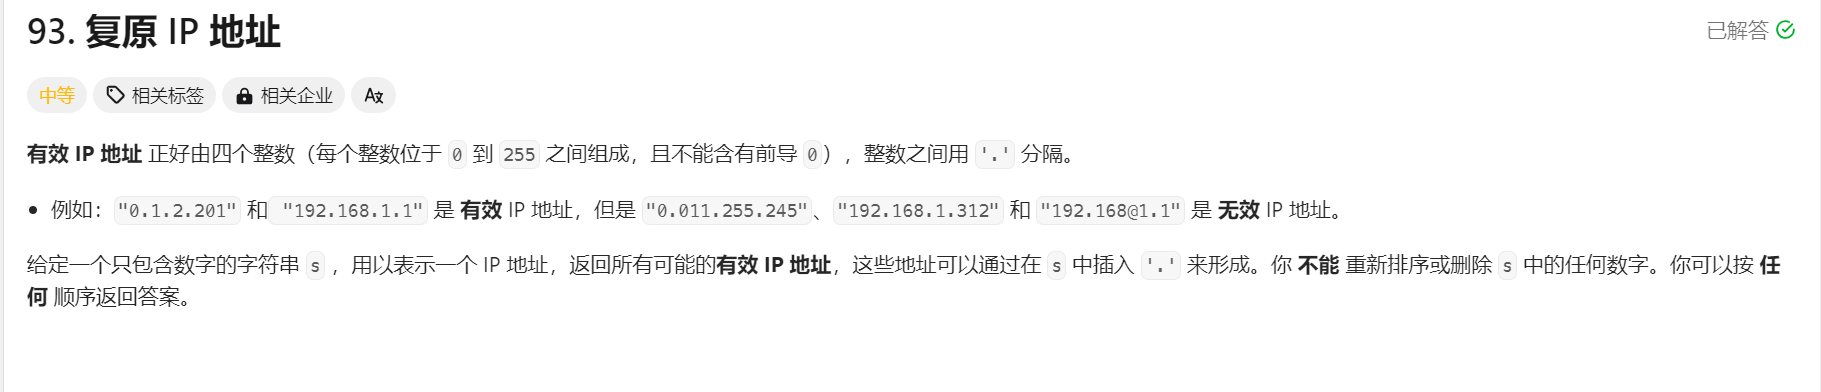 93. 复原 IP 地址
已解答
中等
相关标签
相关企业
有效 IP 地址 正好由四个整数（每个整数位于 0 到 255 之间组成，且不能含有前导 0），整数之间用 '.' 分隔。
例如："0.1.2.201" 和 "192.168.1.1" 是 有效 IP 地址，但是 "0.011.255.245"、"192.168.1.312" 和 "192.168@1.1" 是 无效 IP 地址。
给定一个只包含数字的字符串 s ，用以表示一个 IP 地址，返回所有可能的有效 IP 地址，这些地址可以通过在 s 中插入 '.' 来形成。你 不能 重新排序或删除 s 中的任何数字。你可以按 任
何 顺序返回答案。